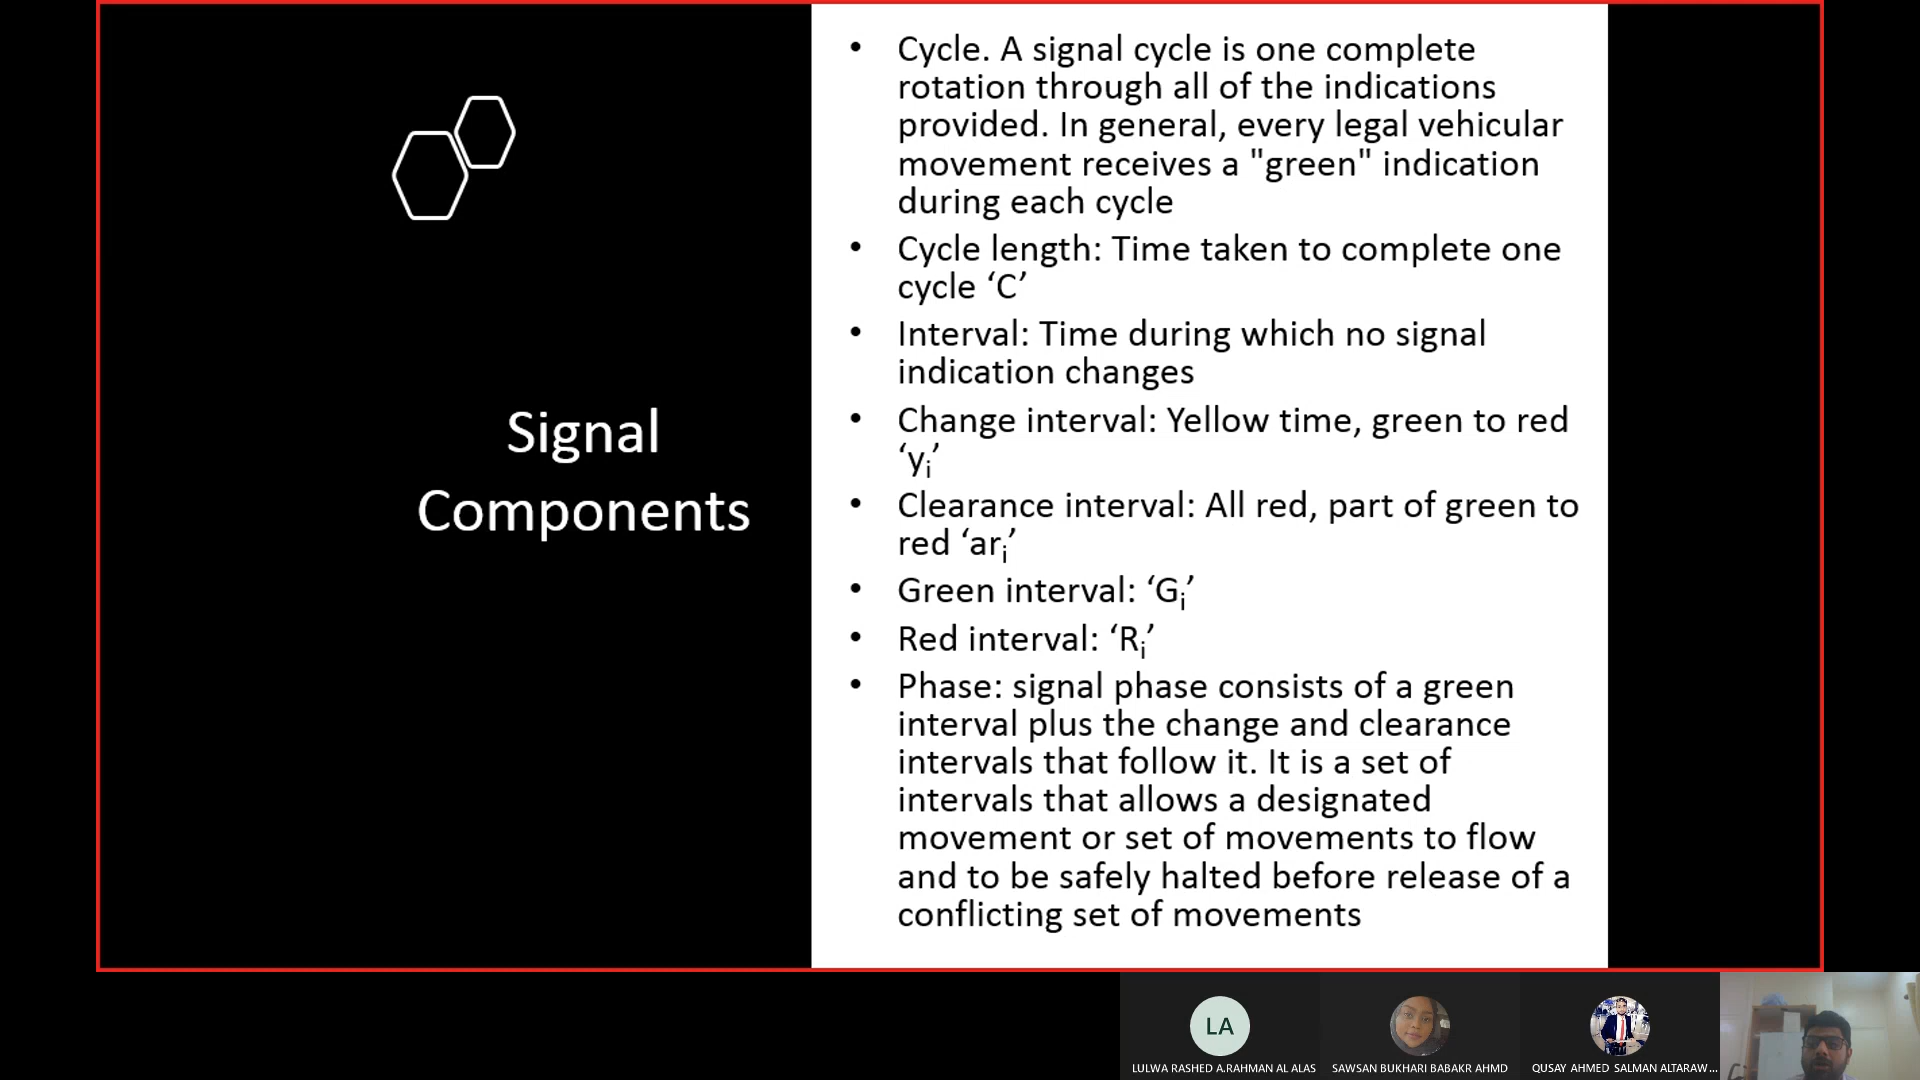 Signal
Components
• Cycle. A signal cycle is one complete
rotation through all of the indications
provided. In general, every legal vehicular
movement receives a "green" indication
during each cycle
• Cycle length: Time taken to complete one
cycle ‘C’
• Interval: Time during which no signal
indication changes
• Change interval: Yellow time, green to red
‘yᵢ’
• Clearance interval: All red, part of green to
red ‘arᵢ’
• Green interval: ‘Gᵢ’
• Red interval: ‘Rᵢ’
• Phase: signal phase consists of a green
interval plus the change and clearance
intervals that follow it. It is a set of
intervals that allows a designated
movement or set of movements to flow
and to be safely halted before release of a
conflicting set of movements
LA
LULWA RASHED A.RAHMAN AL ALAS
SAWSAN BUKHARI BABAKR AHMD
QUSAY AHMED SALMAN ALTARAW...